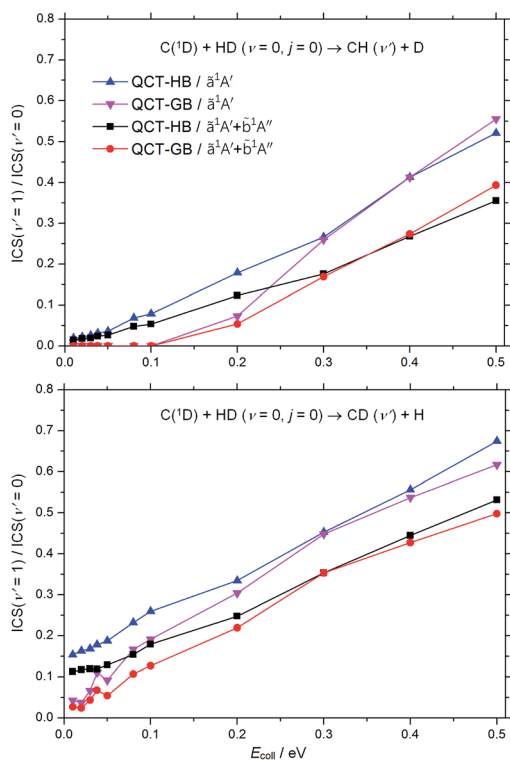 C(¹D) + HD (ν = 0, j = 0) → CH (ν′) + D
QCT-HB / ã¹A′
QCT-GB / ã¹A′
QCT-HB / ã¹A′+b̃¹A″
QCT-GB / ã¹A′+b̃¹A″
ICS(ν′ = 1) / ICS(ν′ = 0)
0.8
0.7
0.6
0.5
0.4
0.3
0.2
0.1
0.0
0.0 0.1 0.2 0.3 0.4 0.5
C(¹D) + HD (ν = 0, j = 0) → CD (ν′) + H
ICS(ν′ = 1) / ICS(ν′ = 0)
0.8
0.7
0.6
0.5
0.4
0.3
0.2
0.1
0.0
0.0 0.1 0.2 0.3 0.4 0.5
E_coll / eV